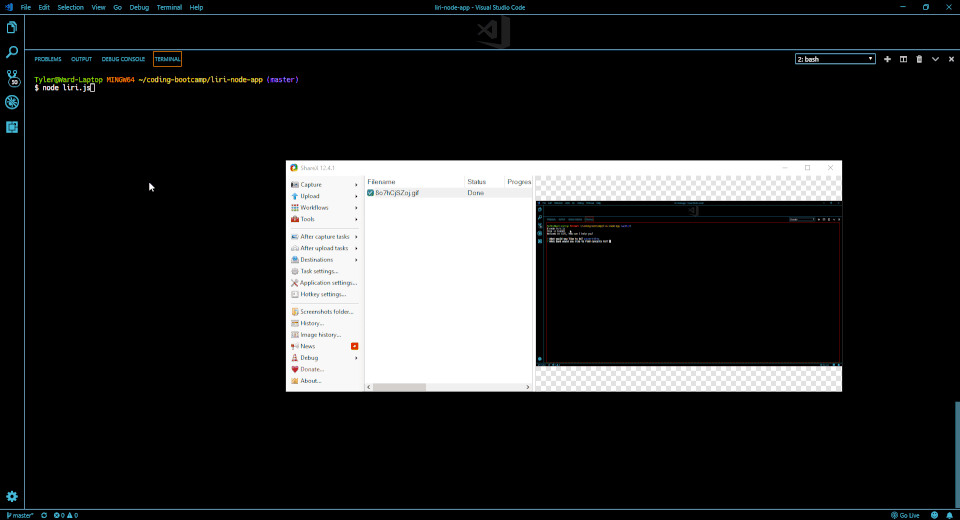 File Edit Selection View Go Debug Terminal Help
liri-node-app - Visual Studio Code
PROBLEMS OUTPUT DEBUG CONSOLE TERMINAL
2: bash
Tyler@Ward-Laptop MINGW64 ~/coding-bootcamp/liri-node-app (master)
$ node liri.js
50
ShareX 12.4.1
Filename Status Progres
Capture
Upload
Workflows
Tools
After capture tasks
After upload tasks
Destinations
Task settings...
Application settings...
Hotkey settings...
Screenshots folder...
History...
Image history...
News
Debug
Donate...
About...
Done
master* 0 0
Go Live